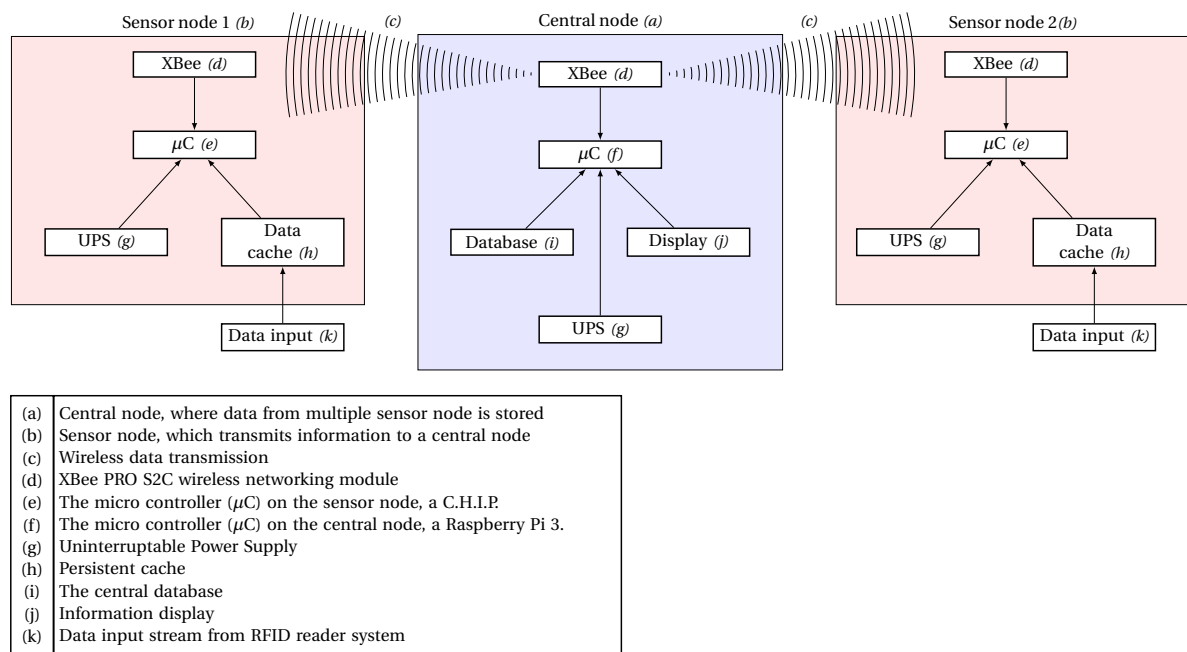 Sensor node 1 (b)
(c)
Central node (a)
(c)
Sensor node 2(b)
XBee (d)
XBee (d)
XBee (d)
μC (e)
μC (f)
μC (e)
UPS (g)
Data
cache (h)
Database (i)
Display (j)
UPS (g)
Data
cache (h)
Data input (k)
UPS (g)
Data input (k)
(a) Central node, where data from multiple sensor node is stored
(b) Sensor node, which transmits information to a central node
(c) Wireless data transmission
(d) XBee PRO S2C wireless networking module
(e) The micro controller (μC) on the sensor node, a C.H.I.P.
(f) The micro controller (μC) on the central node, a Raspberry Pi 3.
(g) Uninterruptable Power Supply
(h) Persistent cache
(i) The central database
(j) Information display
(k) Data input stream from RFID reader system